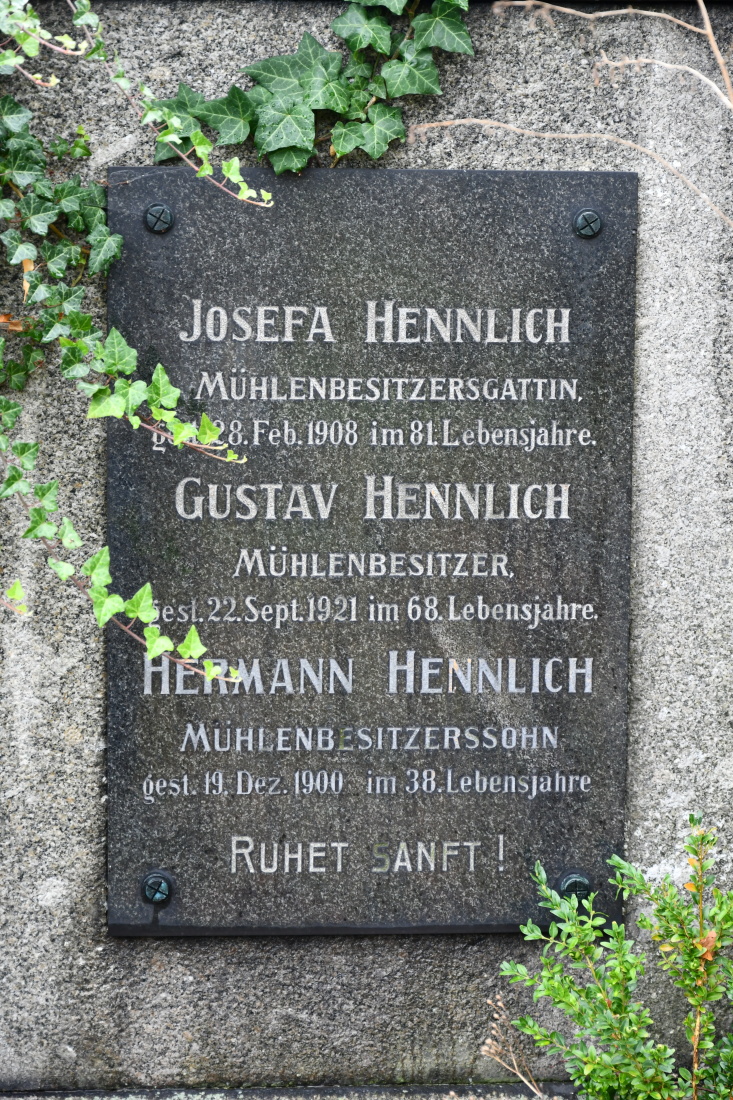 JOSEFA HENNLICH
MÜHLENBESITZERSGATTIN,
gest. 28. Feb. 1908 im 81. Lebensjahre.
GUSTAV HENNLICH
MÜHLENBESITZER,
gest. 22. Sept. 1921 im 68. Lebensjahre.
HERMANN HENNLICH
MÜHLENBESITZERSSOHN
gest. 19. Dez. 1900 im 38. Lebensjahre
RUHET SANFT !